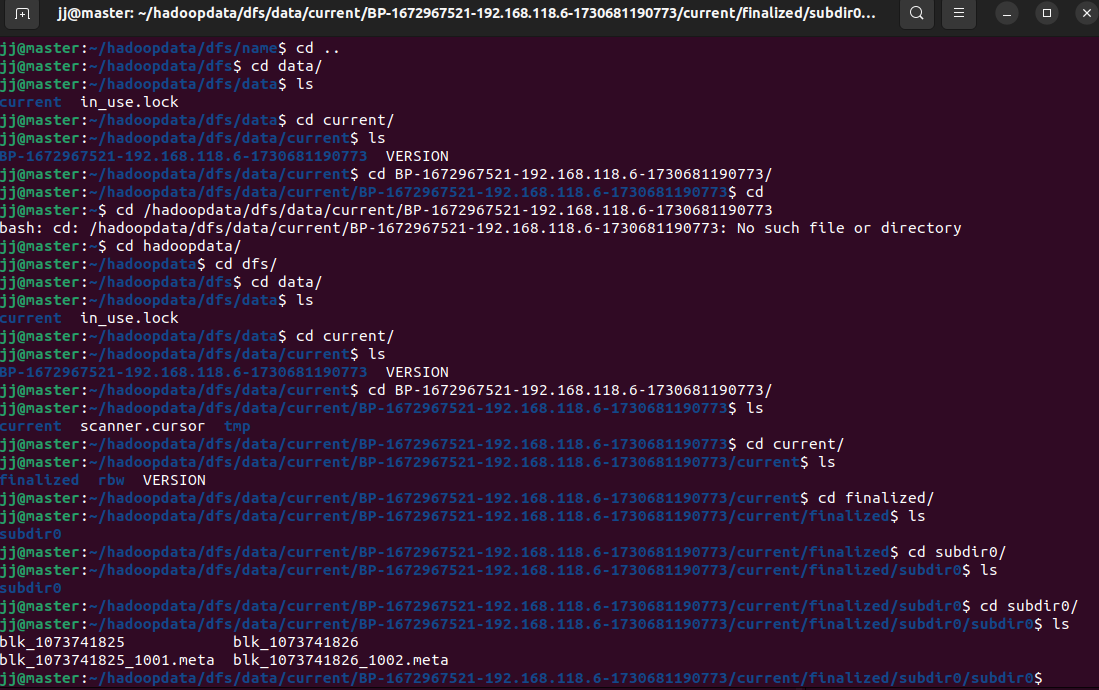 jj@master: ~/hadoopdata/dfs/data/current/BP-1672967521-192.168.118.6-1730681190773/current/finalized/subdir0...
jj@master:~/hadoopdata/dfs/name$ cd ..
jj@master:~/hadoopdata/dfs$ cd data/
jj@master:~/hadoopdata/dfs/data$ ls
current  in_use.lock
jj@master:~/hadoopdata/dfs/data$ cd current/
jj@master:~/hadoopdata/dfs/data/current$ ls
BP-1672967521-192.168.118.6-1730681190773  VERSION
jj@master:~/hadoopdata/dfs/data/current$ cd BP-1672967521-192.168.118.6-1730681190773/
jj@master:~/hadoopdata/dfs/data/current/BP-1672967521-192.168.118.6-1730681190773$ cd
jj@master:~$ cd /hadoopdata/dfs/data/current/BP-1672967521-192.168.118.6-1730681190773
bash: cd: /hadoopdata/dfs/data/current/BP-1672967521-192.168.118.6-1730681190773: No such file or directory
jj@master:~$ cd hadoopdata/
jj@master:~/hadoopdata$ cd dfs/
jj@master:~/hadoopdata/dfs$ cd data/
jj@master:~/hadoopdata/dfs/data$ ls
current  in_use.lock
jj@master:~/hadoopdata/dfs/data$ cd current/
jj@master:~/hadoopdata/dfs/data/current$ ls
BP-1672967521-192.168.118.6-1730681190773  VERSION
jj@master:~/hadoopdata/dfs/data/current$ cd BP-1672967521-192.168.118.6-1730681190773/
jj@master:~/hadoopdata/dfs/data/current/BP-1672967521-192.168.118.6-1730681190773$ ls
current  scanner.cursor  tmp
jj@master:~/hadoopdata/dfs/data/current/BP-1672967521-192.168.118.6-1730681190773$ cd current/
jj@master:~/hadoopdata/dfs/data/current/BP-1672967521-192.168.118.6-1730681190773/current$ ls
finalized  rbw  VERSION
jj@master:~/hadoopdata/dfs/data/current/BP-1672967521-192.168.118.6-1730681190773/current$ cd finalized/
jj@master:~/hadoopdata/dfs/data/current/BP-1672967521-192.168.118.6-1730681190773/current/finalized$ ls
subdir0
jj@master:~/hadoopdata/dfs/data/current/BP-1672967521-192.168.118.6-1730681190773/current/finalized$ cd subdir0/
jj@master:~/hadoopdata/dfs/data/current/BP-1672967521-192.168.118.6-1730681190773/current/finalized/subdir0$ ls
subdir0
jj@master:~/hadoopdata/dfs/data/current/BP-1672967521-192.168.118.6-1730681190773/current/finalized/subdir0$ cd subdir0/
jj@master:~/hadoopdata/dfs/data/current/BP-1672967521-192.168.118.6-1730681190773/current/finalized/subdir0/subdir0$ ls
blk_1073741825            blk_1073741826
blk_1073741825_1001.meta  blk_1073741826_1002.meta
jj@master:~/hadoopdata/dfs/data/current/BP-1672967521-192.168.118.6-1730681190773/current/finalized/subdir0/subdir0$